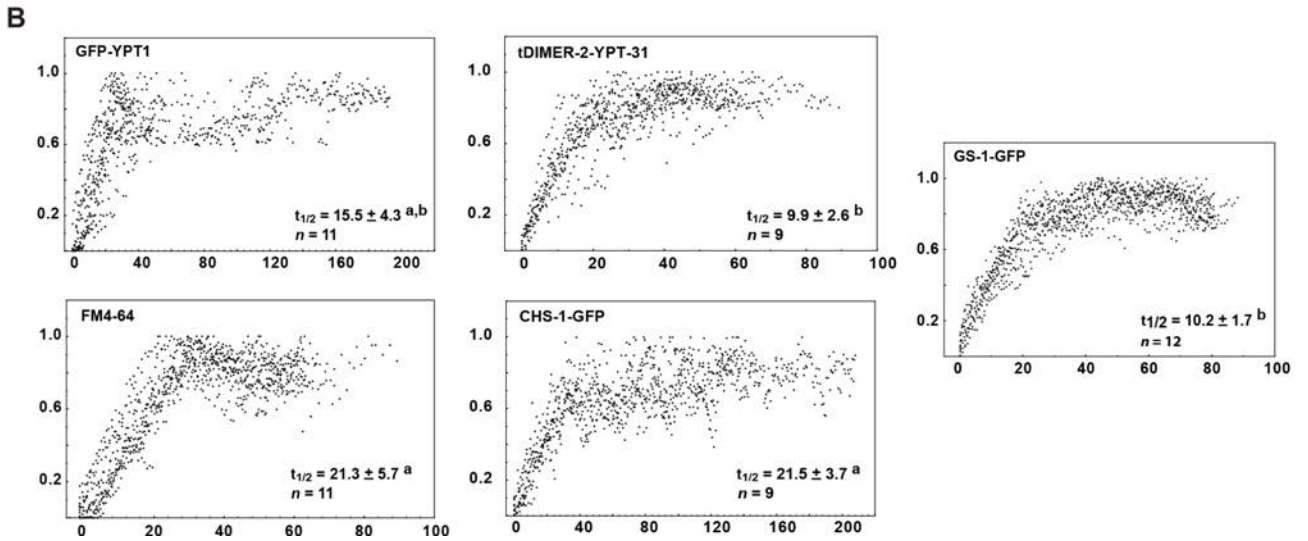 B
GFP-YPT1
1.0
0.6
0.2
t1/2 = 15.5 ± 4.3 a,b
n = 11
0 40 80 120 160 200
tDIMER-2-YPT-31
1.0
0.6
0.2
t1/2 = 9.9 ± 2.6 b
n = 9
0 20 40 60 80 100
GS-1-GFP
1.0
0.6
0.2
t1/2 = 10.2 ± 1.7 b
n = 12
0 20 40 60 80 100
FM4-64
1.0
0.6
0.2
t1/2 = 21.3 ± 5.7 a
n = 11
0 20 40 60 80 100
CHS-1-GFP
1.0
0.6
0.2
t1/2 = 21.5 ± 3.7 a
n = 9
0 40 80 120 160 200